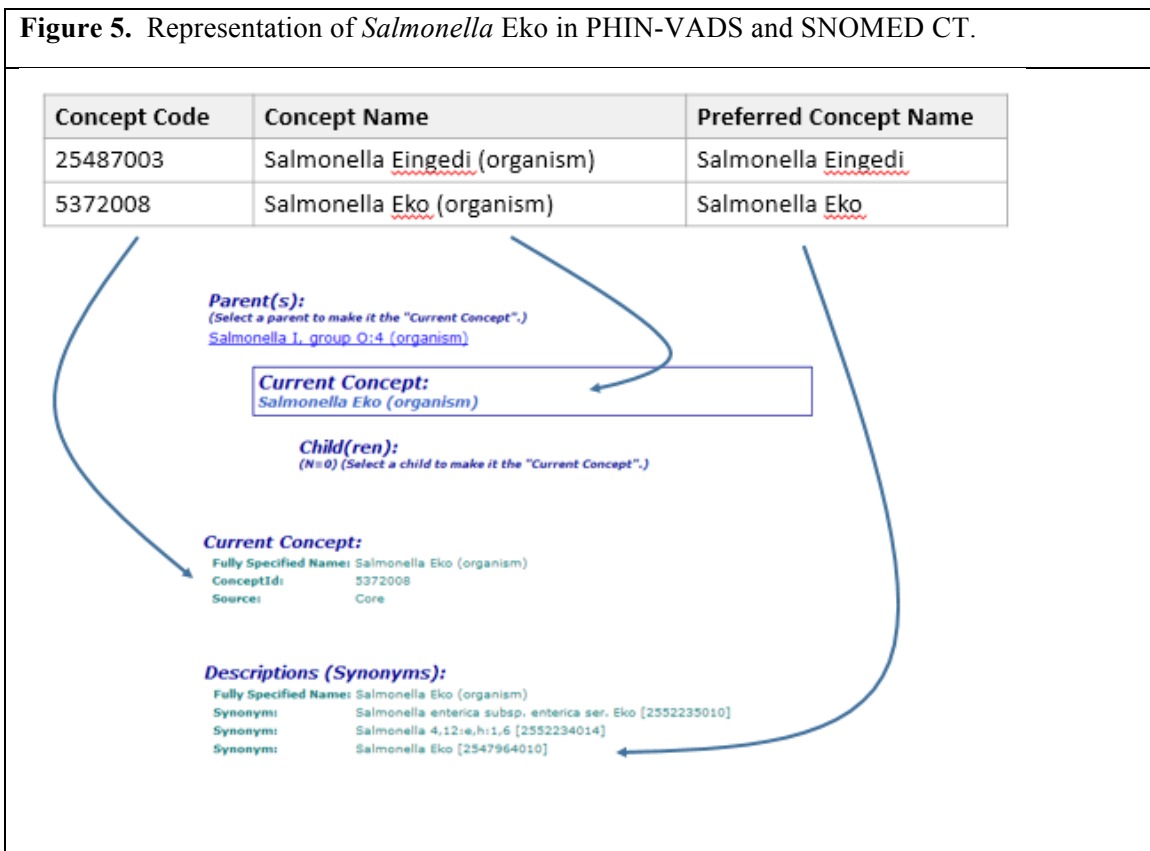 Figure 5. Representation of Salmonella Eko in PHIN-VADS and SNOMED CT.
Concept Code Concept Name Preferred Concept Name
25487003 Salmonella Eingedi (organism) Salmonella Eingedi
5372008 Salmonella Eko (organism) Salmonella Eko
Parent(s):
(Select a parent to make it the "Current Concept".)
Salmonella I, group O:4 (organism)
Current Concept:
Salmonella Eko (organism)
Child(ren):
(N=0) (Select a child to make it the "Current Concept".)
Current Concept:
Fully Specified Name: Salmonella Eko (organism)
ConceptId: 5372008
Source: Core
Descriptions (Synonyms):
Fully Specified Name: Salmonella Eko (organism)
Synonym: Salmonella enterica subsp. enterica ser. Eko [2552235010]
Synonym: Salmonella 4,12:e,h:1,6 [2552234014]
Synonym: Salmonella Eko [2547964010]